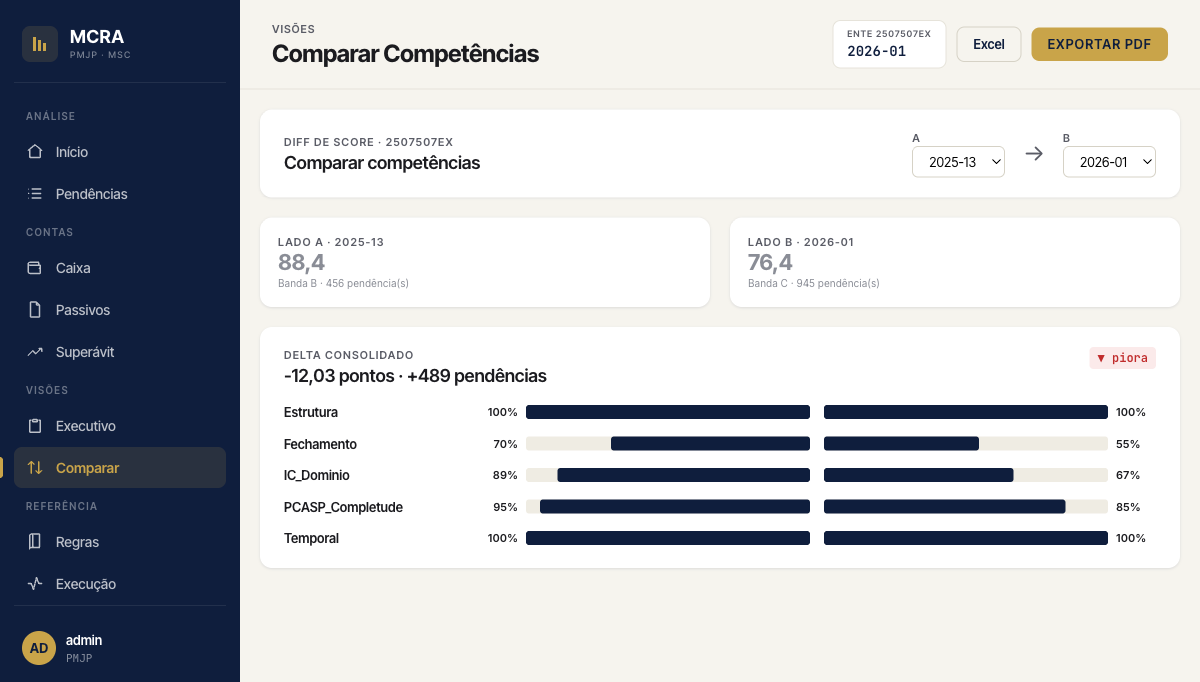 MCRA
PMJP · MSC
ANÁLISE
Início
Pendências
CONTAS
Caixa
Passivos
Superávit
VISÕES
Executivo
Comparar
REFERÊNCIA
Regras
Execução
AD
admin
PMJP
VISÕES
Comparar Competências
ENTE 2507507EX
2026-01
Excel
EXPORTAR PDF
DIFF DE SCORE · 2507507EX
Comparar competências
A
2025-13
B
2026-01
LADO A · 2025-13
88,4
Banda B · 456 pendência(s)
LADO B · 2026-01
76,4
Banda C · 945 pendência(s)
DELTA CONSOLIDADO
-12,03 pontos · +489 pendências
▼ piora
Estrutura 100% 100%
Fechamento 70% 55%
IC_Dominio 89% 67%
PCASP_Completude 95% 85%
Temporal 100% 100%